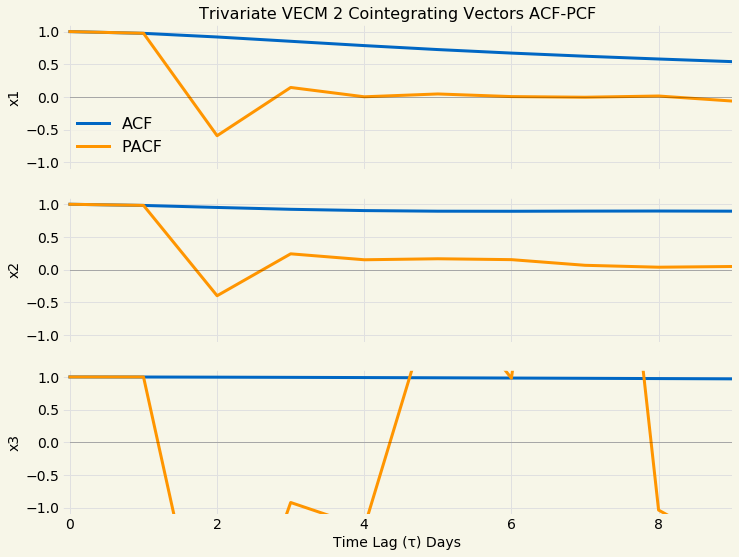 Trivariate VECM 2 Cointegrating Vectors ACF-PCF
1.0
0.5
0.0
−0.5
−1.0
x1
ACF
PACF
1.0
0.5
0.0
−0.5
−1.0
x2
1.0
0.5
0.0
−0.5
−1.0
x3
0 2 4 6 8
Time Lag (τ) Days